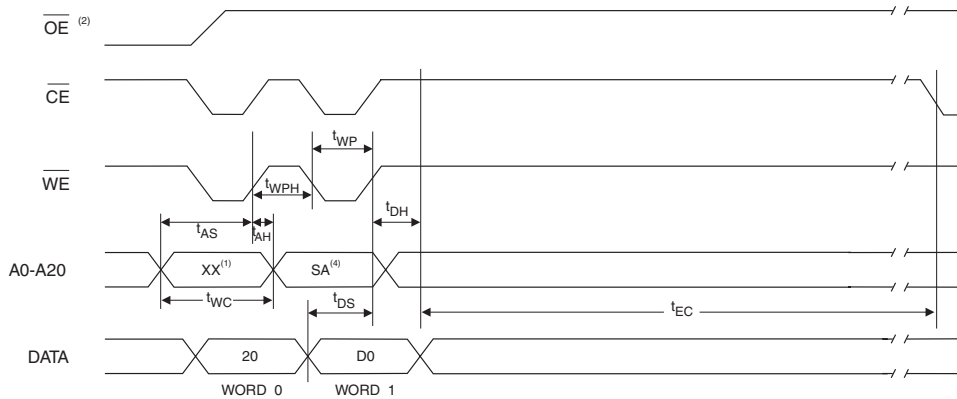 OE (2)
CE
tWP
WE
tWPH
tDH
tAS
tAH
A0-A20
XX(1)
SA(4)
tWC
tDS
tEC
DATA
20
D0
WORD 0
WORD 1